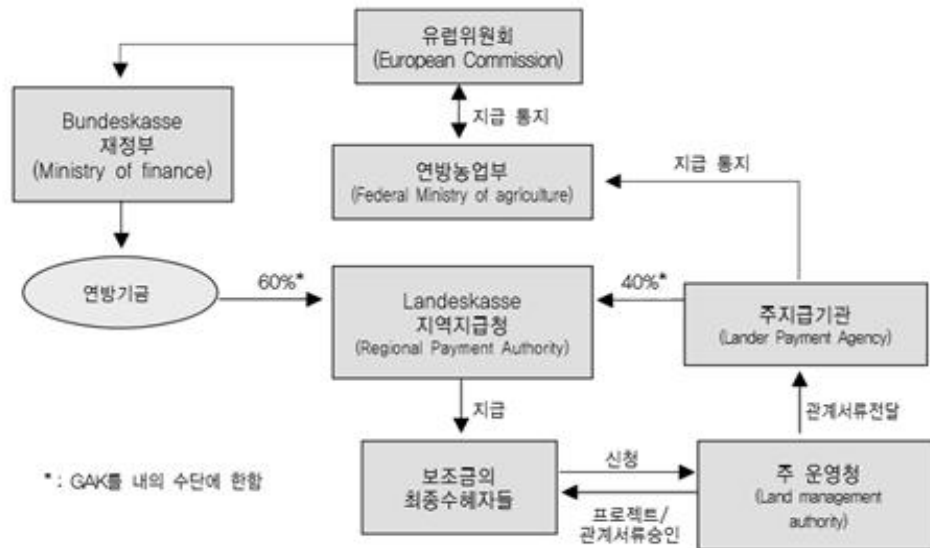 유럽위원회
(European Commission)
Bundeskasse
재정부
(Ministry of finance)
지급 통지
연방농업부
(Federal Ministry of agriculture)
지급 통지
연방기금
60%*
Landeskasse
지역지급청
(Regional Payment Authority)
40%*
주지급기관
(Lander Payment Agency)
지급
관계서류전달
* : GAK틀 내의 수단에 한함
보조금의
최종수혜자들
신청
프로젝트/
관계서류승인
주 운영청
(Land management
authority)